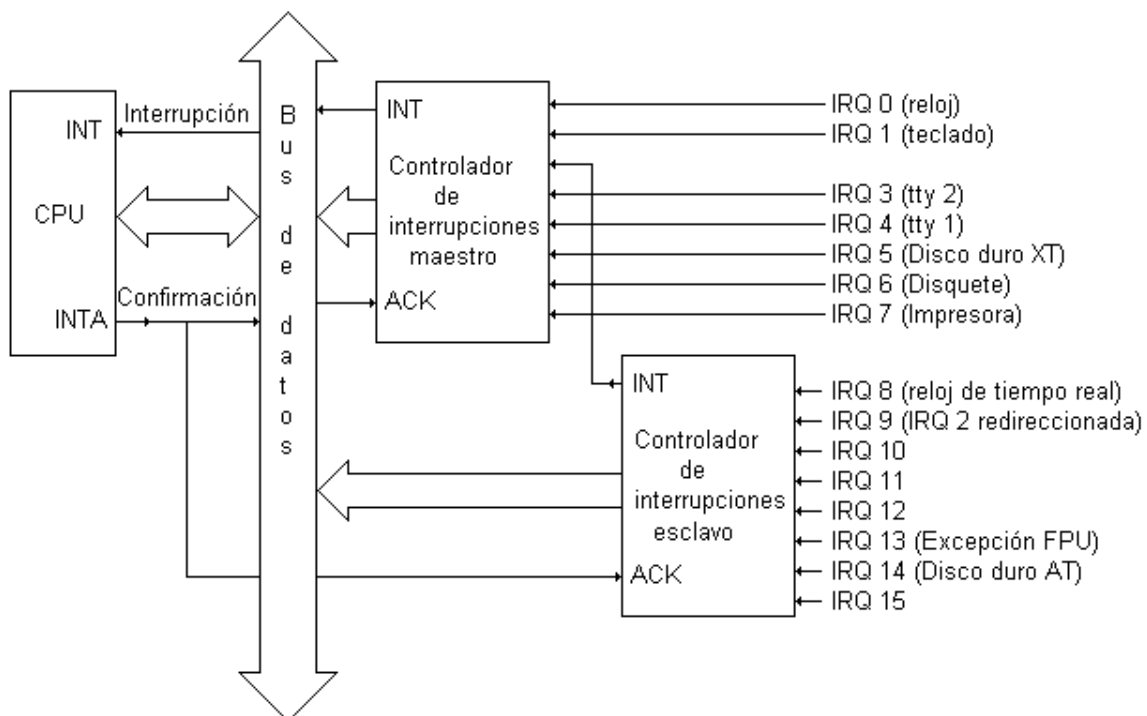 INT
CPU
INTA
Interrupción
Confirmación
Bus de datos
INT
Controlador
de
interrupciones
maestro
ACK
IRQ 0 (reloj)
IRQ 1 (teclado)
IRQ 3 (tty 2)
IRQ 4 (tty 1)
IRQ 5 (Disco duro XT)
IRQ 6 (Disquete)
IRQ 7 (Impresora)
INT
Controlador
de
interrupciones
esclavo
ACK
IRQ 8 (reloj de tiempo real)
IRQ 9 (IRQ 2 redireccionada)
IRQ 10
IRQ 11
IRQ 12
IRQ 13 (Excepción FPU)
IRQ 14 (Disco duro AT)
IRQ 15